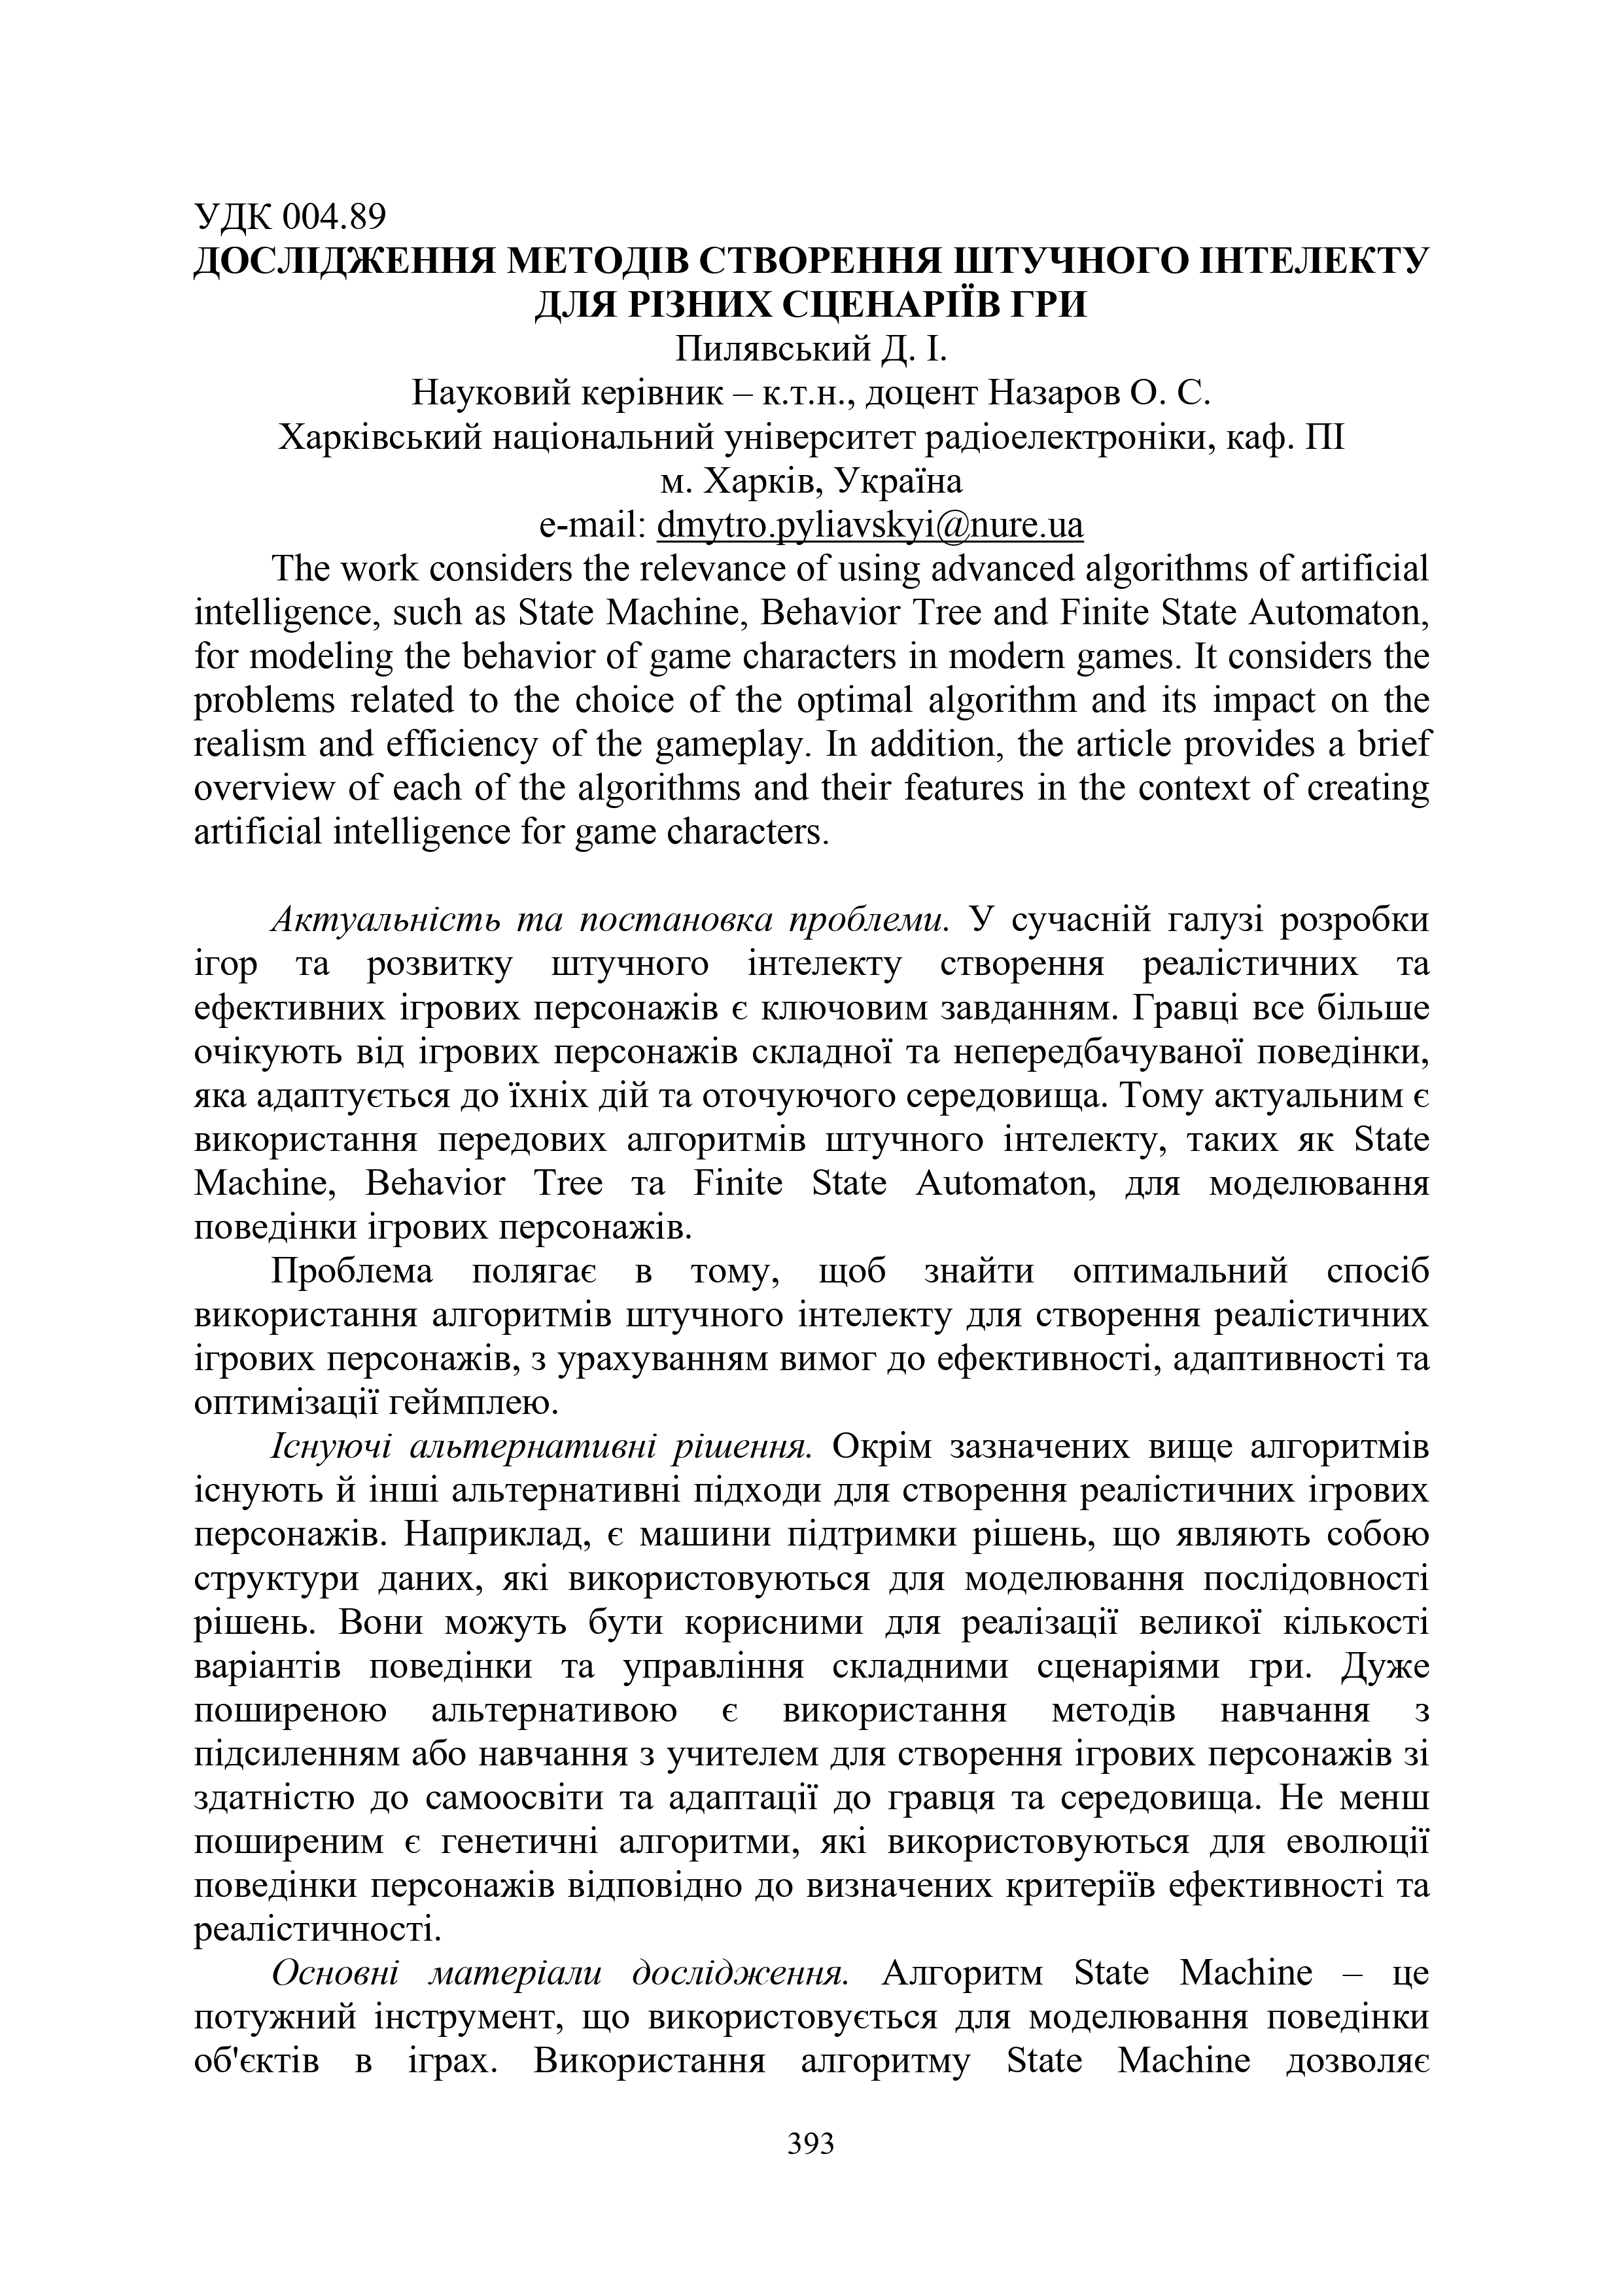 УДК 004.89
ДОСЛІДЖЕННЯ МЕТОДІВ СТВОРЕННЯ ШТУЧНОГО ІНТЕЛЕКТУ
ДЛЯ РІЗНИХ СЦЕНАРІЇВ ГРИ
Пилявський Д. І.
Науковий керівник – к.т.н., доцент Назаров О. С.
Харківський національний університет радіоелектроніки, каф. ПІ
м. Харків, Україна
e-mail: dmytro.pyliavskyi@nure.ua
The work considers the relevance of using advanced algorithms of artificial
intelligence, such as State Machine, Behavior Tree and Finite State Automaton,
for modeling the behavior of game characters in modern games. It considers the
problems related to the choice of the optimal algorithm and its impact on the
realism and efficiency of the gameplay. In addition, the article provides a brief
overview of each of the algorithms and their features in the context of creating
artificial intelligence for game characters.
Актуальність та постановка проблеми. У сучасній галузі розробки
ігор та розвитку штучного інтелекту створення реалістичних та
ефективних ігрових персонажів є ключовим завданням. Гравці все більше
очікують від ігрових персонажів складної та непередбачуваної поведінки,
яка адаптується до їхніх дій та оточуючого середовища. Тому актуальним є
використання передових алгоритмів штучного інтелекту, таких як State
Machine, Behavior Tree та Finite State Automaton, для моделювання
поведінки ігрових персонажів.
Проблема полягає в тому, щоб знайти оптимальний спосіб
використання алгоритмів штучного інтелекту для створення реалістичних
ігрових персонажів, з урахуванням вимог до ефективності, адаптивності та
оптимізації геймплею.
Існуючі альтернативні рішення. Окрім зазначених вище алгоритмів
існують й інші альтернативні підходи для створення реалістичних ігрових
персонажів. Наприклад, є машини підтримки рішень, що являють собою
структури даних, які використовуються для моделювання послідовності
рішень. Вони можуть бути корисними для реалізації великої кількості
варіантів поведінки та управління складними сценаріями гри. Дуже
поширеною альтернативою є використання методів навчання з
підсиленням або навчання з учителем для створення ігрових персонажів зі
здатністю до самоосвіти та адаптації до гравця та середовища. Не менш
поширеним є генетичні алгоритми, які використовуються для еволюції
поведінки персонажів відповідно до визначених критеріїв ефективності та
реалістичності.
Основні матеріали дослідження. Алгоритм State Machine – це
потужний інструмент, що використовується для моделювання поведінки
об'єктів в іграх. Використання алгоритму State Machine дозволяє
393